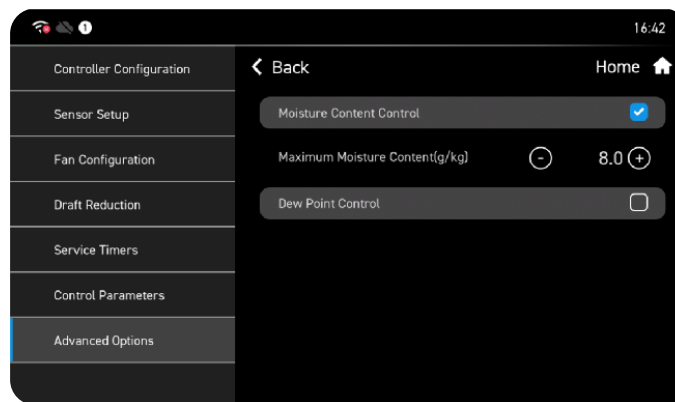 1
16:42
Controller Configuration
Sensor Setup
Fan Configuration
Draft Reduction
Service Timers
Control Parameters
Advanced Options
Back
Home
Moisture Content Control
Maximum Moisture Content(g/kg) - 8.0 +
Dew Point Control